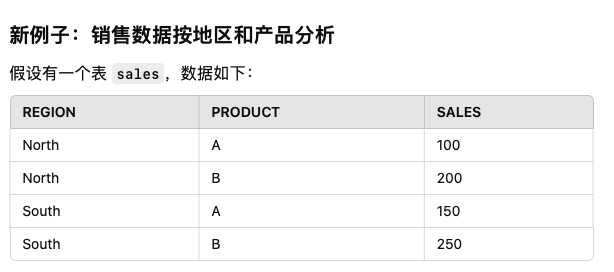 新例子：销售数据按地区和产品分析
假设有一个表 sales，数据如下：
REGION PRODUCT SALES
North A 100
North B 200
South A 150
South B 250